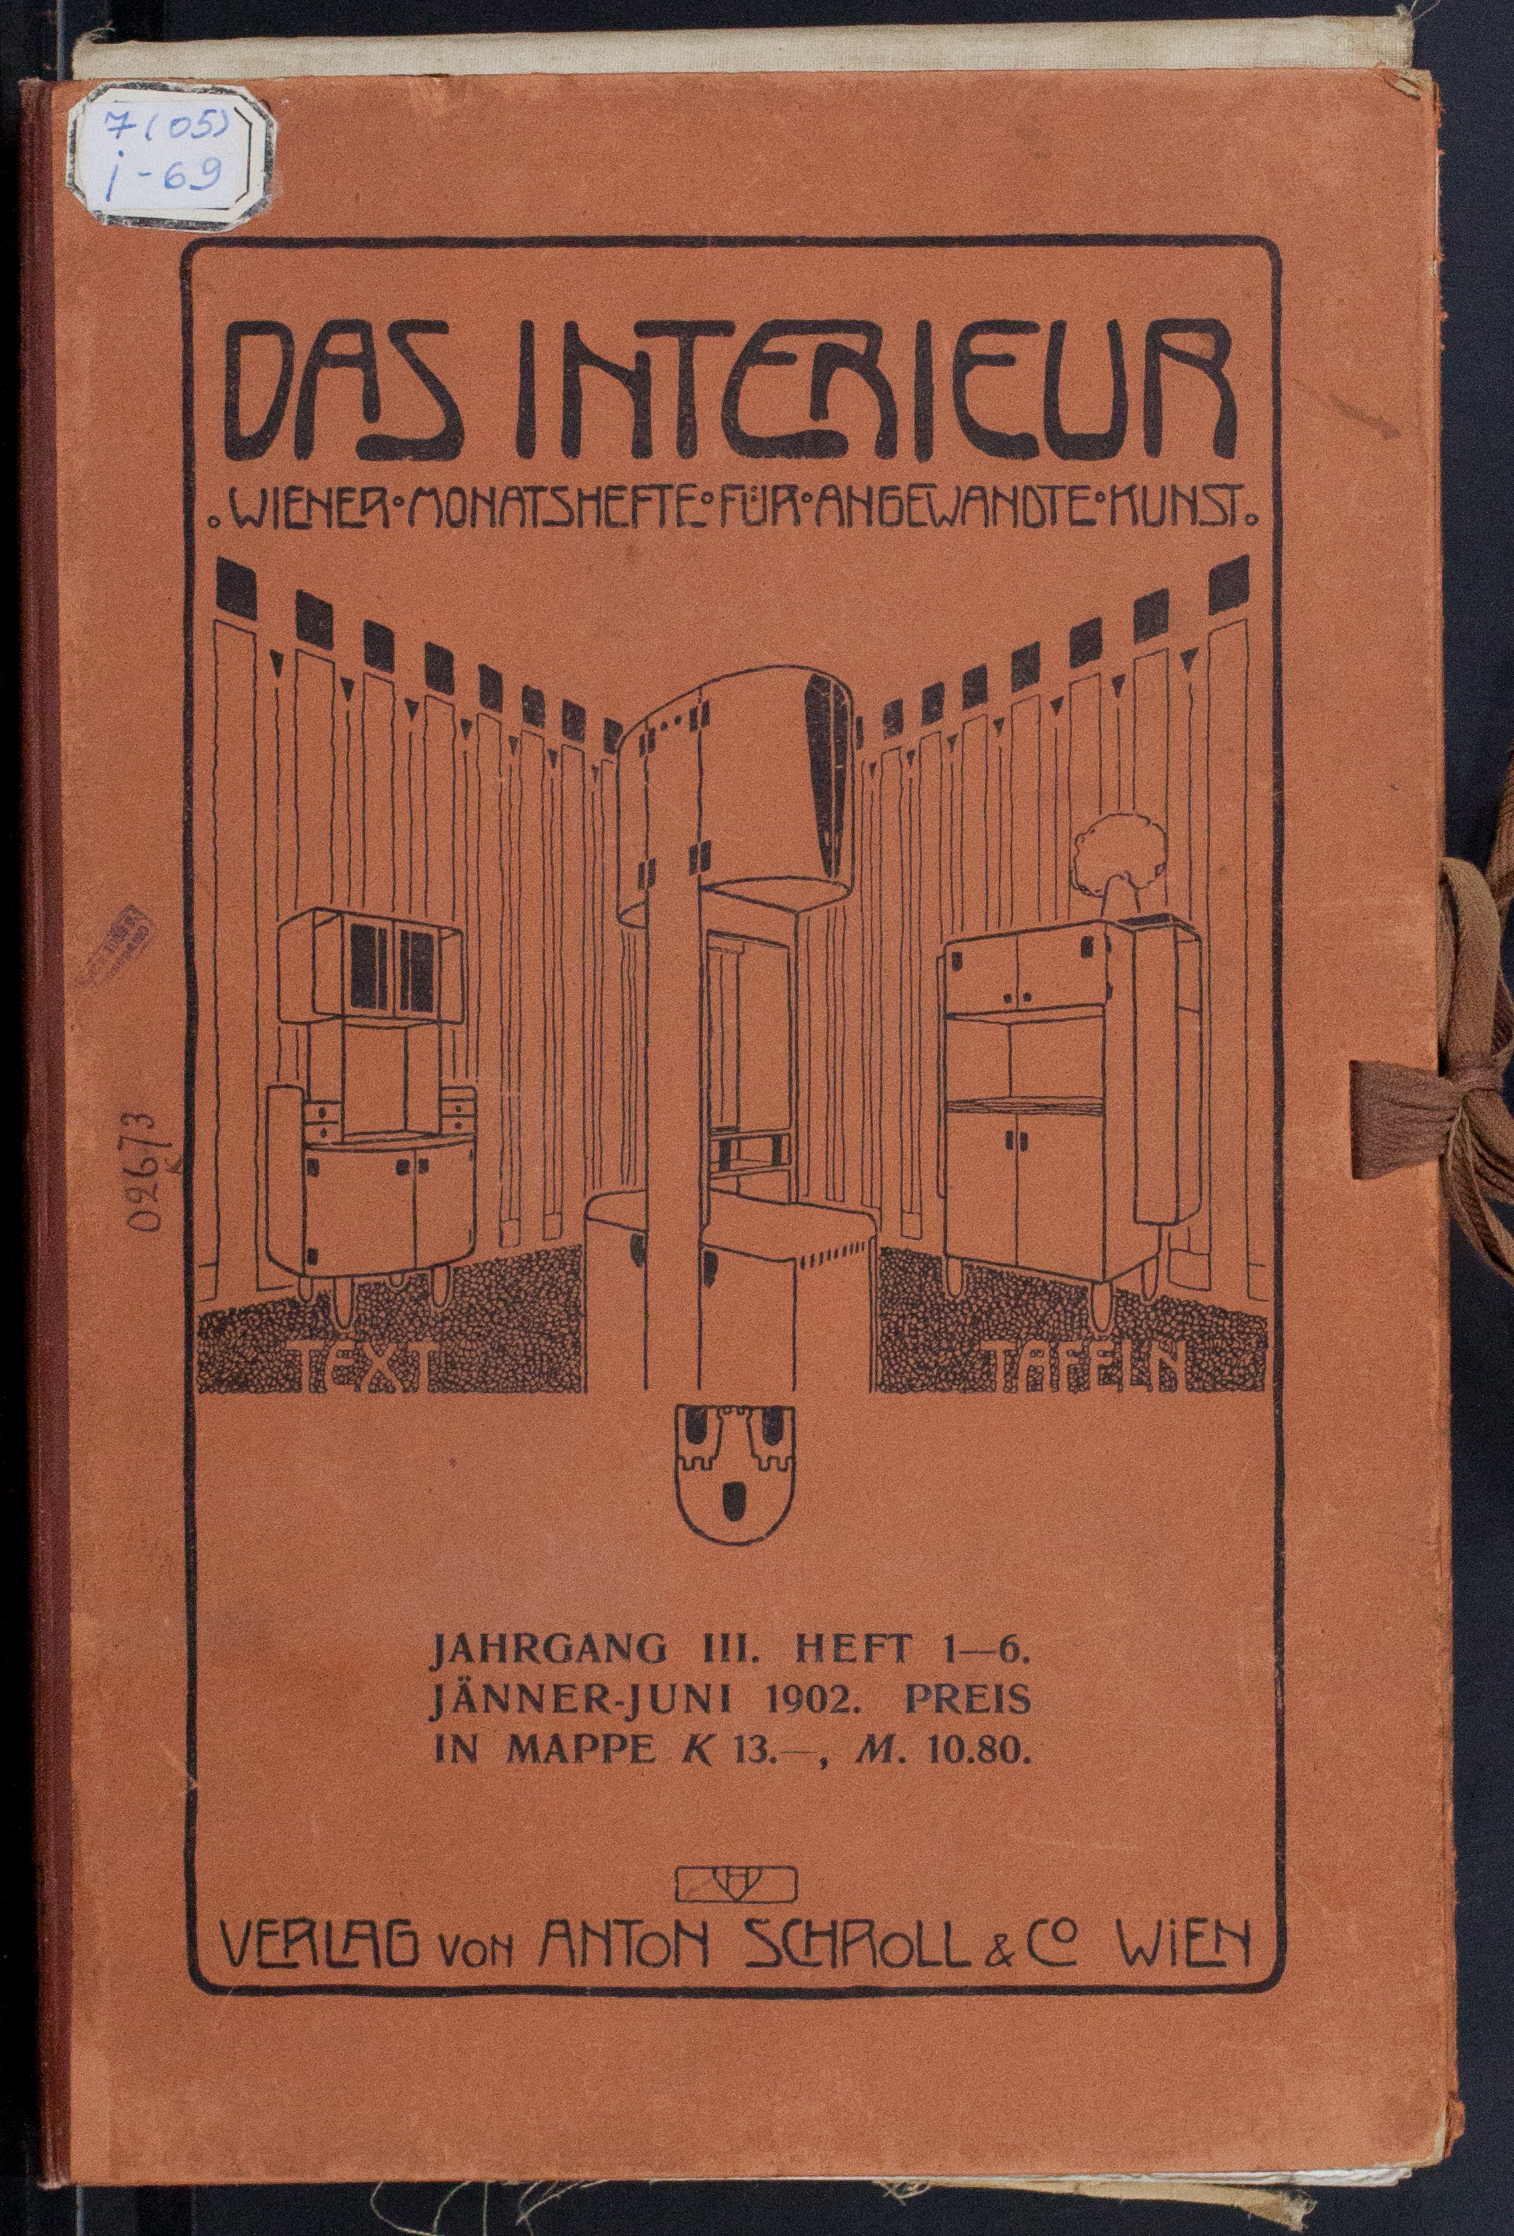 7(05)
j-69
DAS INTERIEUR
WIENER•MONATSHEFTE•FÜR•ANGEWANDTE•KUNST
TEXT
TAFELN
02673
JAHRGANG III. HEFT 1—6.
JÄNNER-JUNI 1902. PREIS
IN MAPPE K 13.—, M. 10.80.
VERLAG VON ANTON SCHROLL & CO WIEN